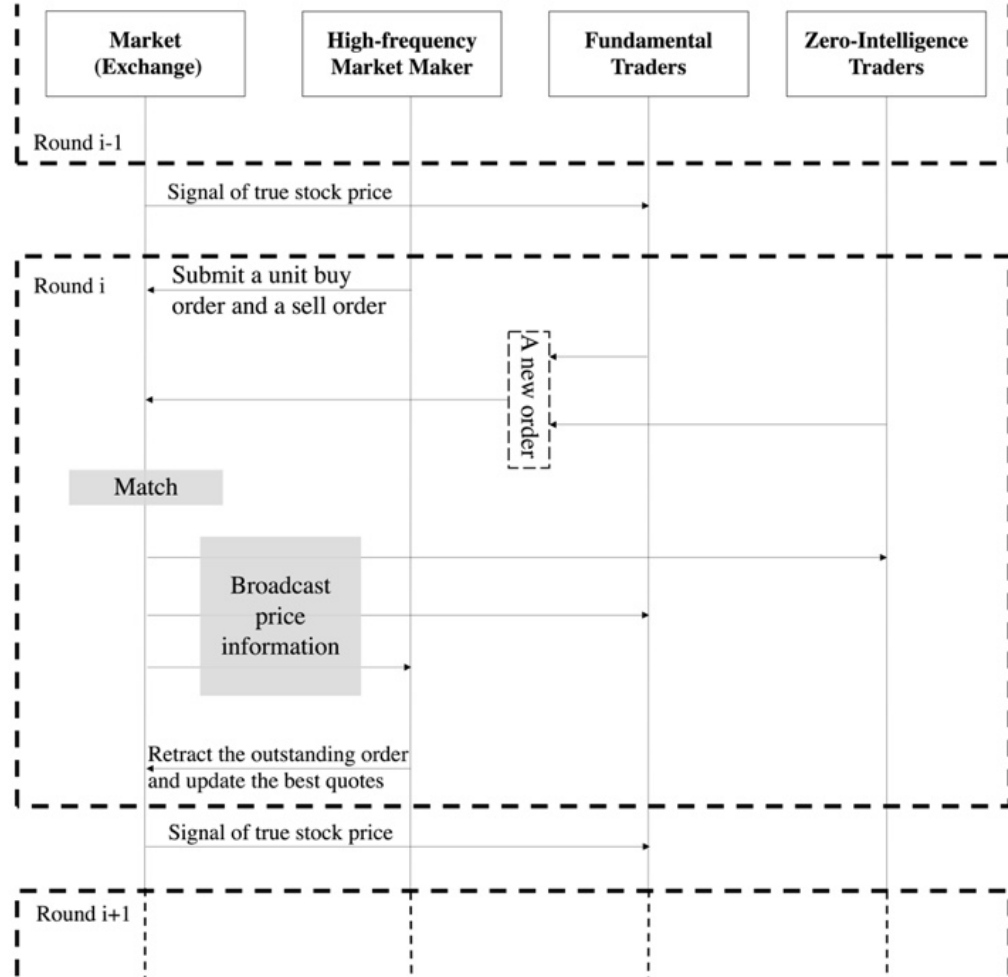 Market
(Exchange)
High-frequency
Market Maker
Fundamental
Traders
Zero-Intelligence
Traders
Round i-1
Signal of true stock price
Round i
Submit a unit buy
order and a sell order
A new order
Match
Broadcast
price
information
Retract the outstanding order
and update the best quotes
Signal of true stock price
Round i+1